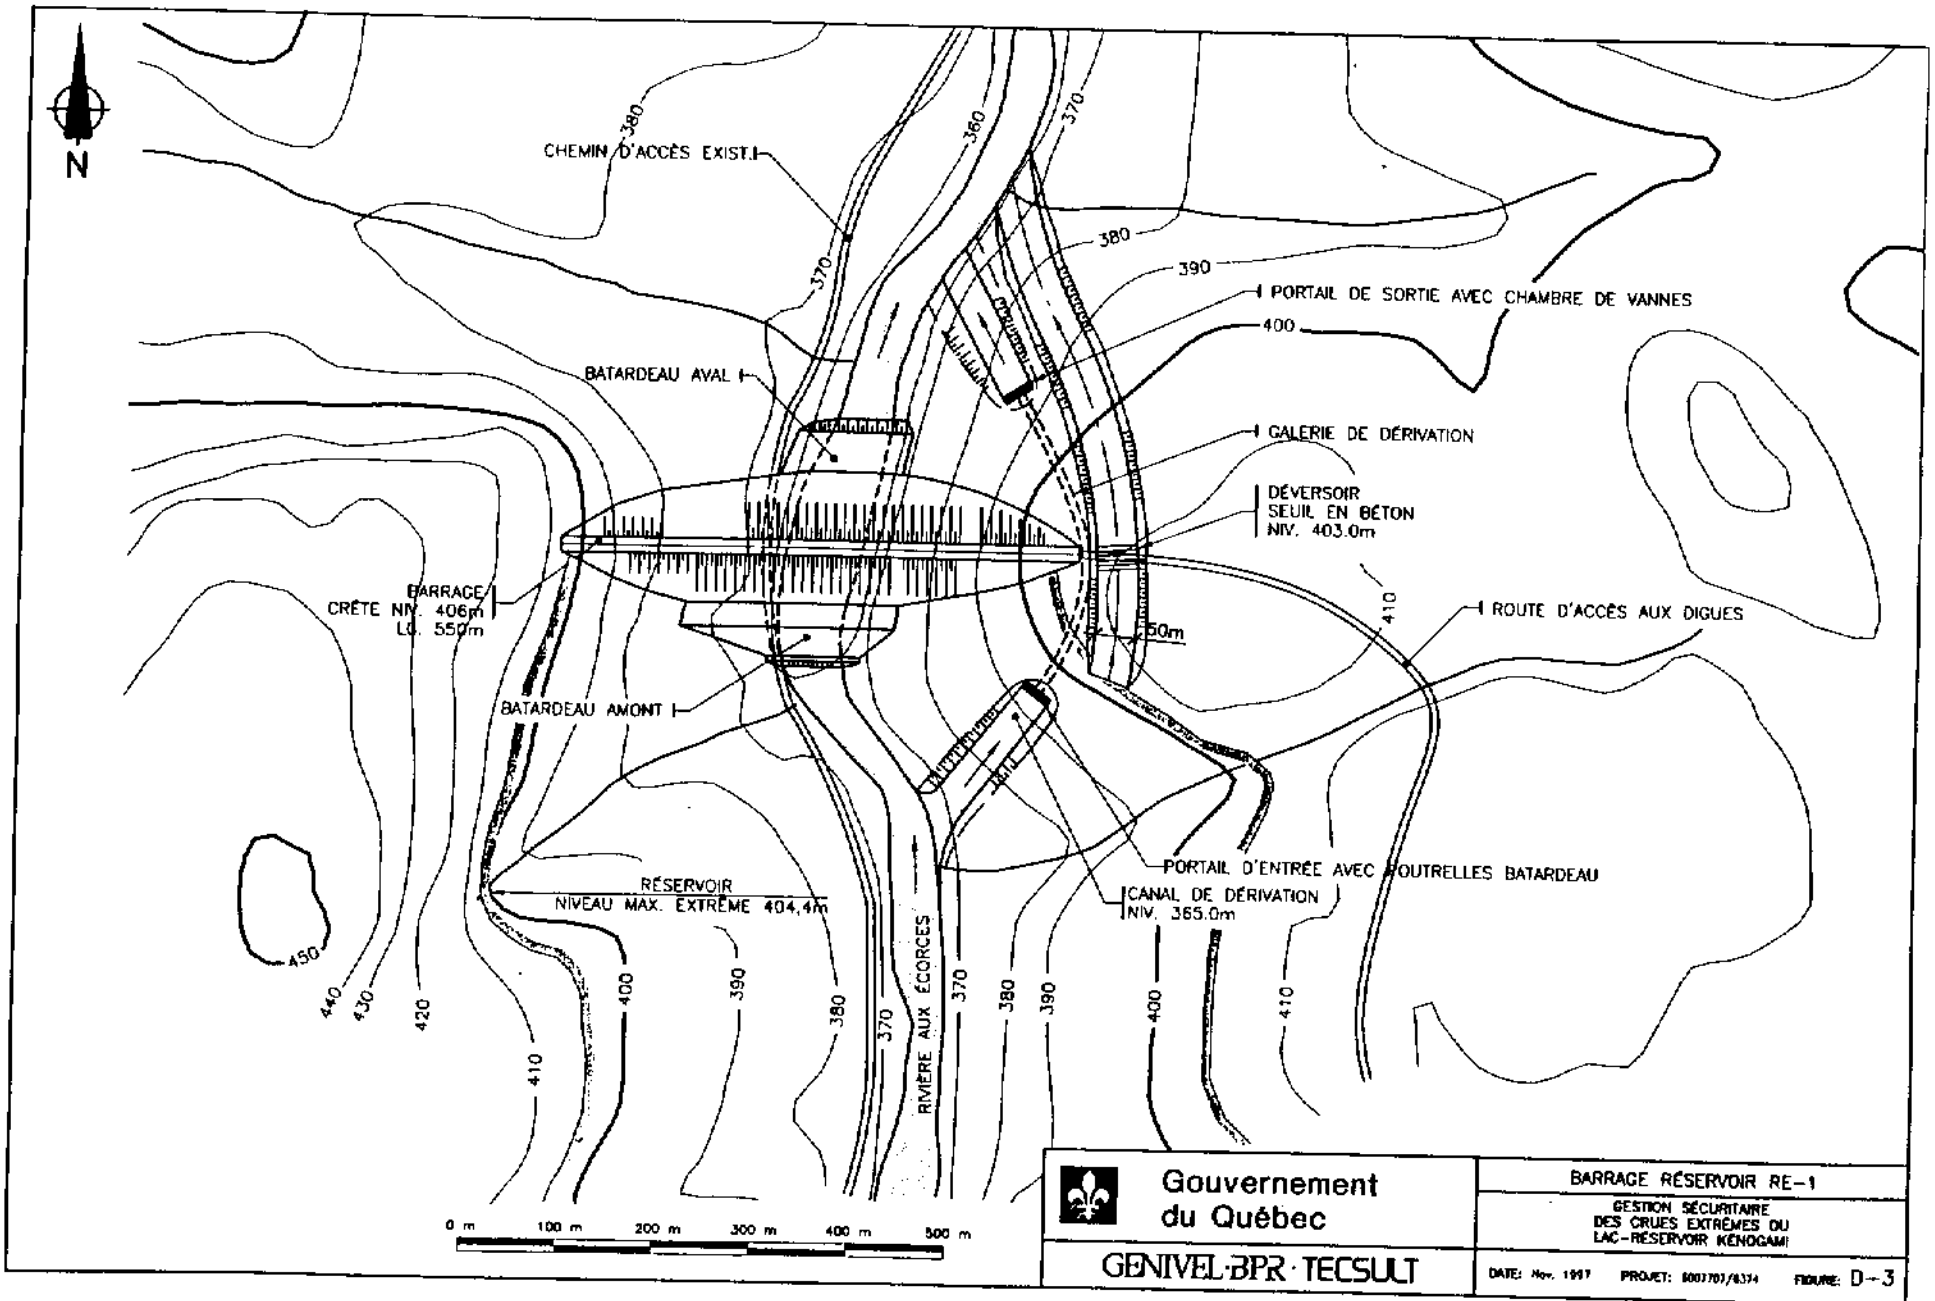 N
380
CHEMIN D'ACCÈS EXIST.
360
370
370
380
390
PORTAIL DE SORTIE AVEC CHAMBRE DE VANNES
400
BATARDEAU AVAL
GALERIE DE DÉRIVATION
DÉVERSOIR
SEUIL EN BÉTON
NIV. 403.0m
BARRAGE
CRÊTE NIV. 406m
LG. 550m
410
ROUTE D'ACCÈS AUX DIGUES
50m
BATARDEAU AMONT
PORTAIL D'ENTRÉE AVEC POUTRELLES BATARDEAU
RÉSERVOIR
NIVEAU MAX. EXTRÊME 404,4m
CANAL DE DÉRIVATION
NIV. 365.0m
450
440
430
420
410
400
390
380
370
RIVIÈRE AUX ÉCORCES
370
380
390
400
410
0 m 100 m 200 m 300 m 400 m 500 m
Gouvernement
du Québec
GENIVEL·BPR·TECSULT
BARRAGE RÉSERVOIR RE-1
GESTION SÉCURITAIRE
DES CRUES EXTRÊMES DU
LAC-RÉSERVOIR KÉNOGAMI
DATE: Nov. 1997 PROJET: FIGURE: D-3